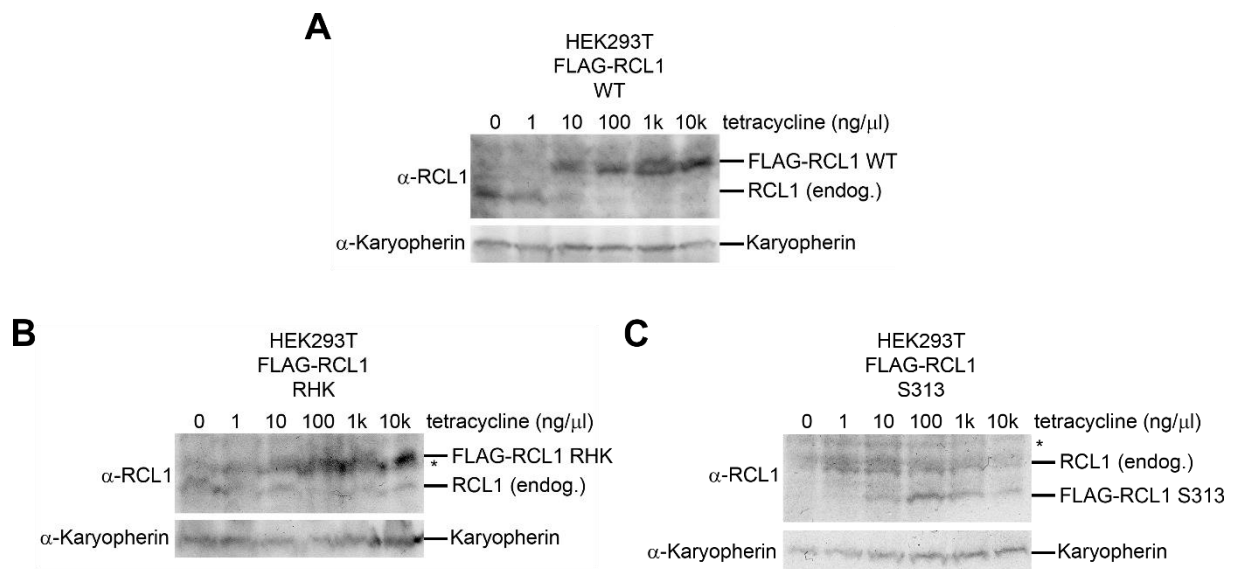 A
HEK293T
FLAG-RCL1
WT
0 1 10 100 1k 10k tetracycline (ng/μl)
α-RCL1
FLAG-RCL1 WT
RCL1 (endog.)
α-Karyopherin
Karyopherin
B
HEK293T
FLAG-RCL1
RHK
0 1 10 100 1k 10k tetracycline (ng/μl)
α-RCL1
FLAG-RCL1 RHK
*
RCL1 (endog.)
α-Karyopherin
Karyopherin
C
HEK293T
FLAG-RCL1
S313
0 1 10 100 1k 10k tetracycline (ng/μl)
*
α-RCL1
RCL1 (endog.)
FLAG-RCL1 S313
α-Karyopherin
Karyopherin